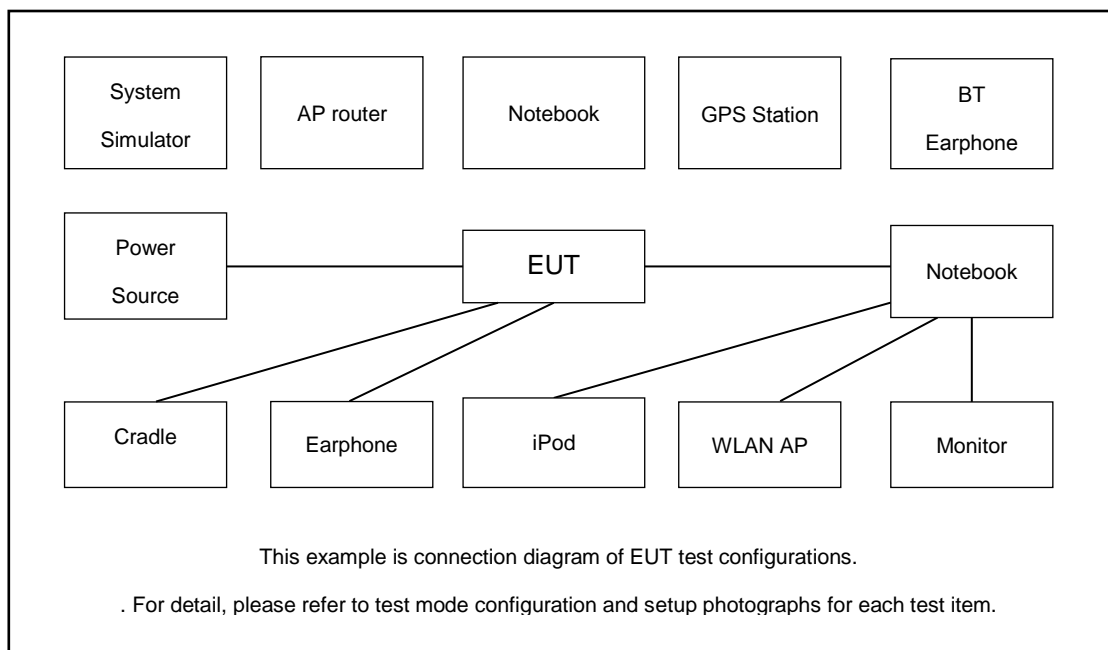 System
Simulator
AP router
Notebook
GPS Station
BT
Earphone
Power
Source
EUT
Notebook
Cradle
Earphone
iPod
WLAN AP
Monitor
This example is connection diagram of EUT test configurations.
. For detail, please refer to test mode configuration and setup photographs for each test item.